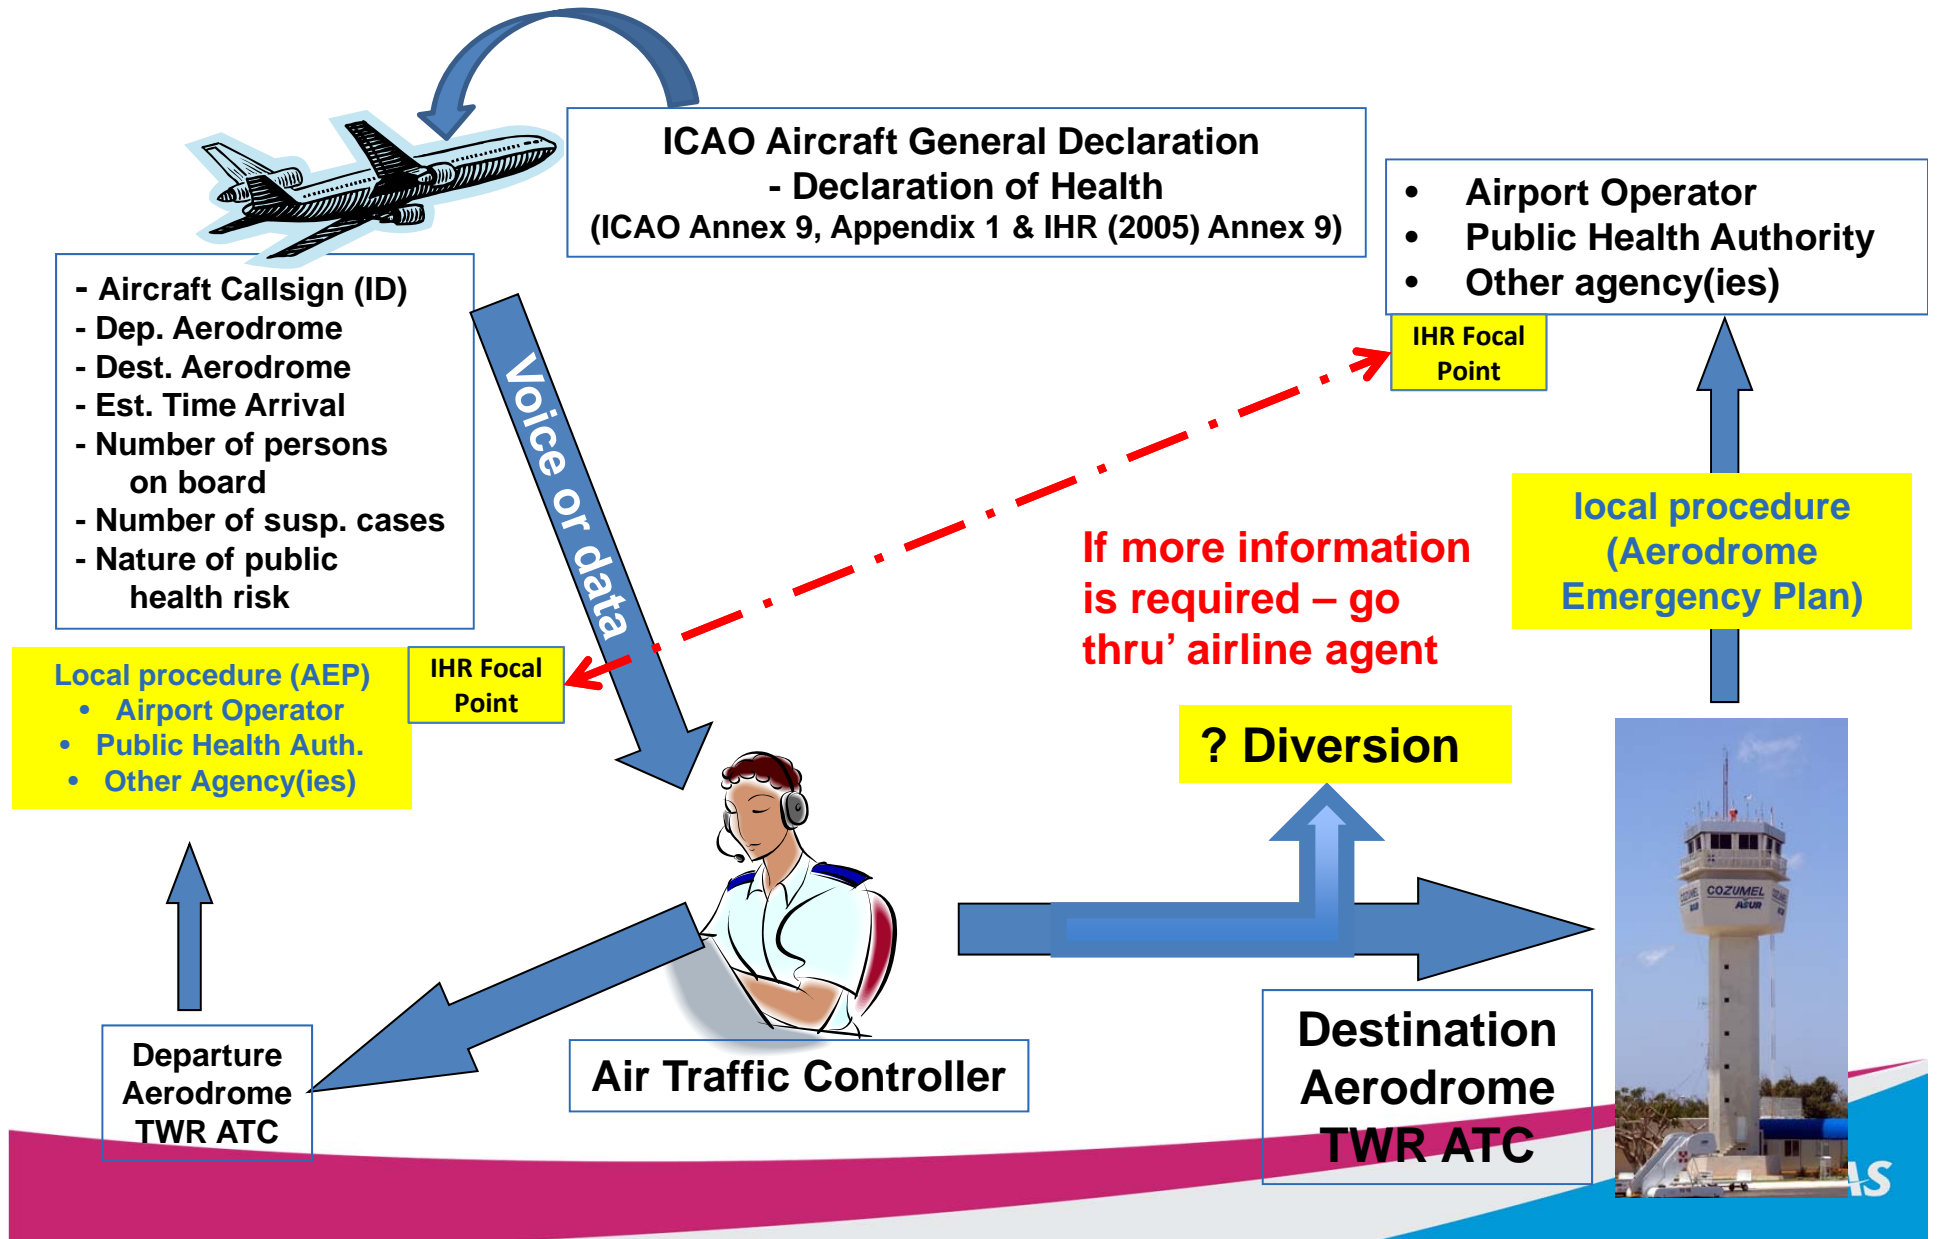 ICAO Aircraft General Declaration
- Declaration of Health
(ICAO Annex 9, Appendix 1 & IHR (2005) Annex 9)
• Airport Operator
• Public Health Authority
• Other agency(ies)
IHR Focal
Point
- Aircraft Callsign (ID)
- Dep. Aerodrome
- Dest. Aerodrome
- Est. Time Arrival
- Number of persons
on board
- Number of susp. cases
- Nature of public
health risk
Voice or data
local procedure
(Aerodrome
Emergency Plan)
If more information
is required – go
thru’ airline agent
Local procedure (AEP)
• Airport Operator
• Public Health Auth.
• Other Agency(ies)
IHR Focal
Point
? Diversion
COZUMEL
ASUR
Departure
Aerodrome
TWR ATC
Air Traffic Controller
Destination
Aerodrome
TWR ATC
AS